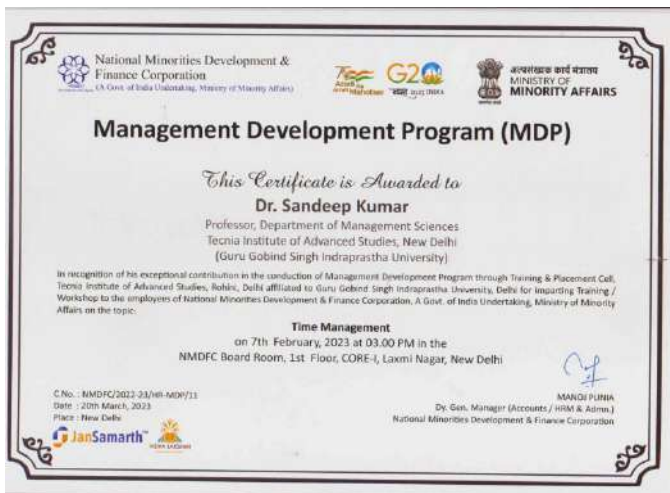 National Minorities Development &
Finance Corporation
(A Govt. of India Undertaking, Ministry of Minority Affairs)
Azadi Ka
Amrit Mahotsav
G20
अल्पसंख्यक कार्य मंत्रालय
MINISTRY OF
MINORITY AFFAIRS
Management Development Program (MDP)
This Certificate is Awarded to
Dr. Sandeep Kumar
Professor, Department of Management Sciences
Tecnia Institute of Advanced Studies, New Delhi
(Guru Gobind Singh Indraprastha University)
In recognition of his exceptional contribution in the conduction of Management Development Program through Training & Placement Cell,
Tecnia Institute of Advanced Studies, Rohini, Delhi affiliated to Guru Gobind Singh Indraprastha University, Delhi for imparting Training /
Workshop to the employees of National Minorities Development & Finance Corporation, A Govt. of India Undertaking, Ministry of Minority
Affairs on the topic:
Time Management
on 7th February, 2023 at 03.00 PM in the
NMDFC Board Room, 1st Floor, CORE-I, Laxmi Nagar, New Delhi
C.No. : NMDFC/2022-23/HR-MDP/11
Date : 20th March, 2023
Place : New Delhi
MANOJ PUNIA
Dy. Gen. Manager (Accounts / HRM & Admn.)
National Minorities Development & Finance Corporation
JanSamarth™